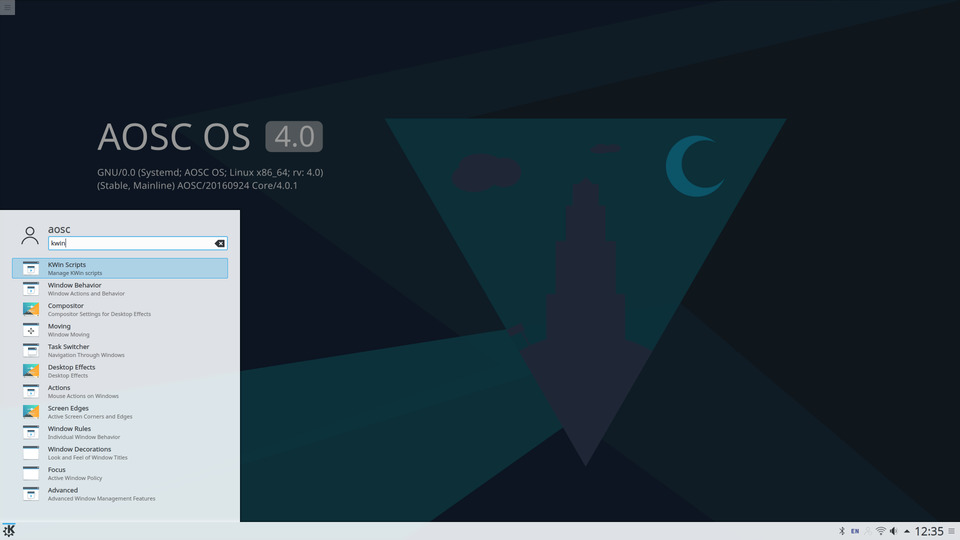 AOSC OS 4.0
GNU/0.0 (Systemd; AOSC OS; Linux x86_64; rv: 4.0)
(Stable, Mainline) AOSC/20160924 Core/4.0.1
aosc
kwin
KWin Scripts
Manage KWin scripts
Window Behavior
Window Actions and Behavior
Compositor
Compositor Settings for Desktop Effects
Moving
Window Moving
Task Switcher
Navigation Through Windows
Desktop Effects
Desktop Effects
Actions
Mouse Actions on Windows
Screen Edges
Active Screen Corners and Edges
Window Rules
Individual Window Behavior
Window Decorations
Look and Feel of Window Titles
Focus
Active Window Policy
Advanced
Advanced Window Management Features
EN 12:35